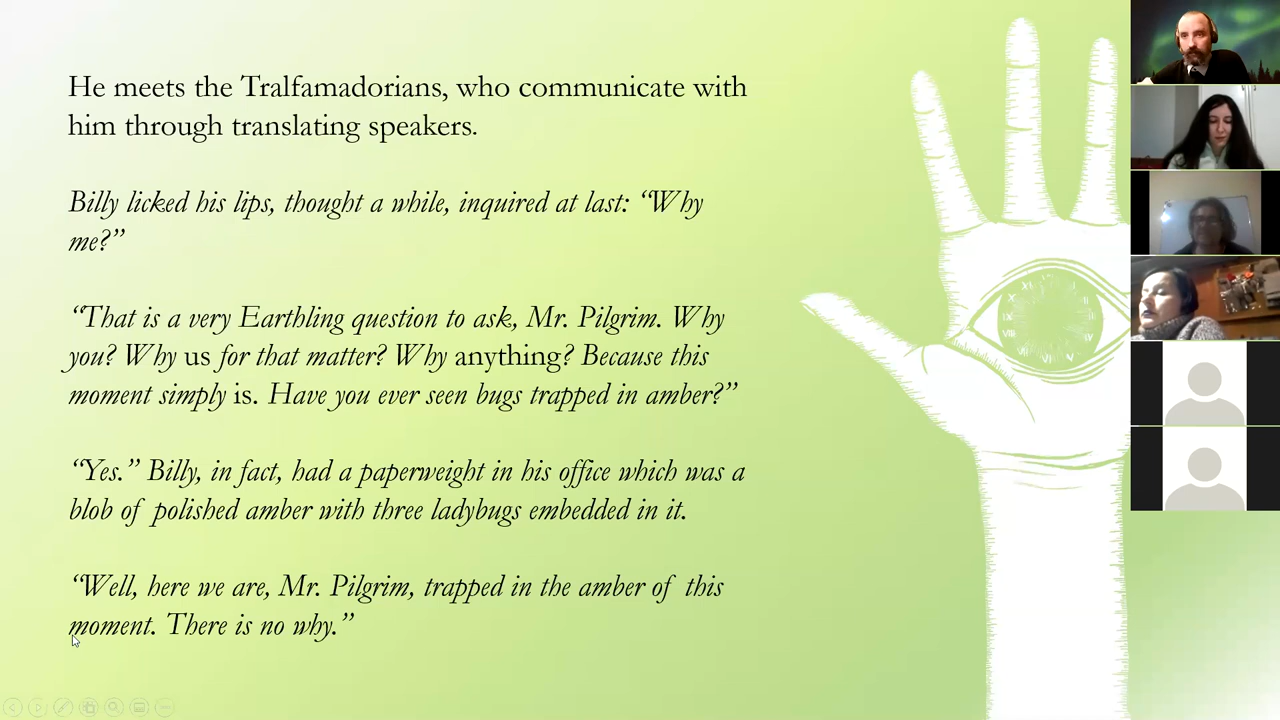 He meets the Tralfamadorians, who communicate with
him through translating speakers.
Billy licked his lips, thought a while, inquired at last: “Why
me?”
“That is a very Earthling question to ask, Mr. Pilgrim. Why
you? Why us for that matter? Why anything? Because this
moment simply is. Have you ever seen bugs trapped in amber?”
“Yes.” Billy, in fact, had a paperweight in his office which was a
blob of polished amber with three ladybugs embedded in it.
“Well, here we are, Mr. Pilgrim, trapped in the amber of this
moment. There is no why.”